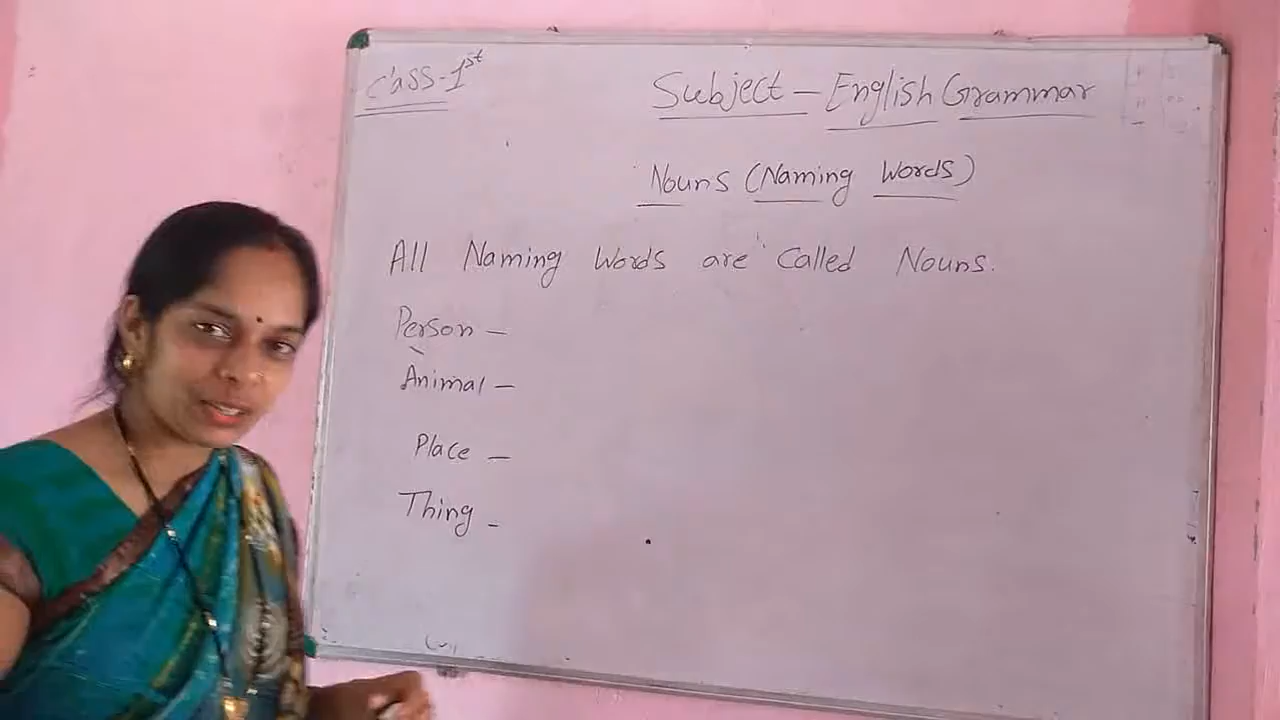 Class-1st
Subject - English Grammar
Nouns (Naming Words)
All Naming Words are Called Nouns.
Person -
Animal -
Place -
Thing -